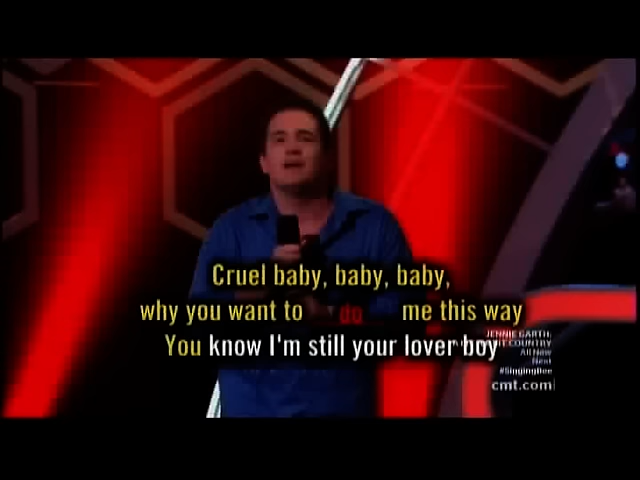 Cruel baby, baby, baby,
why you want to do me this way
You know I'm still your lover boy
JENNIE GARTH:
A COUNTRY
All New
Next
#SingingBee
cmt.com